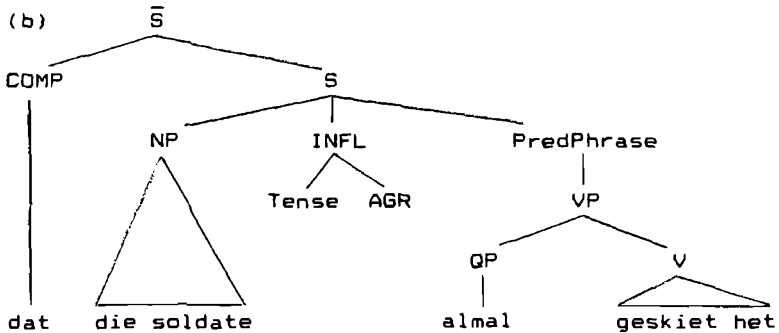 (b) S̄
COMP S
NP INFL PredPhrase
Tense AGR VP
QP V
dat die soldate almal geskiet het